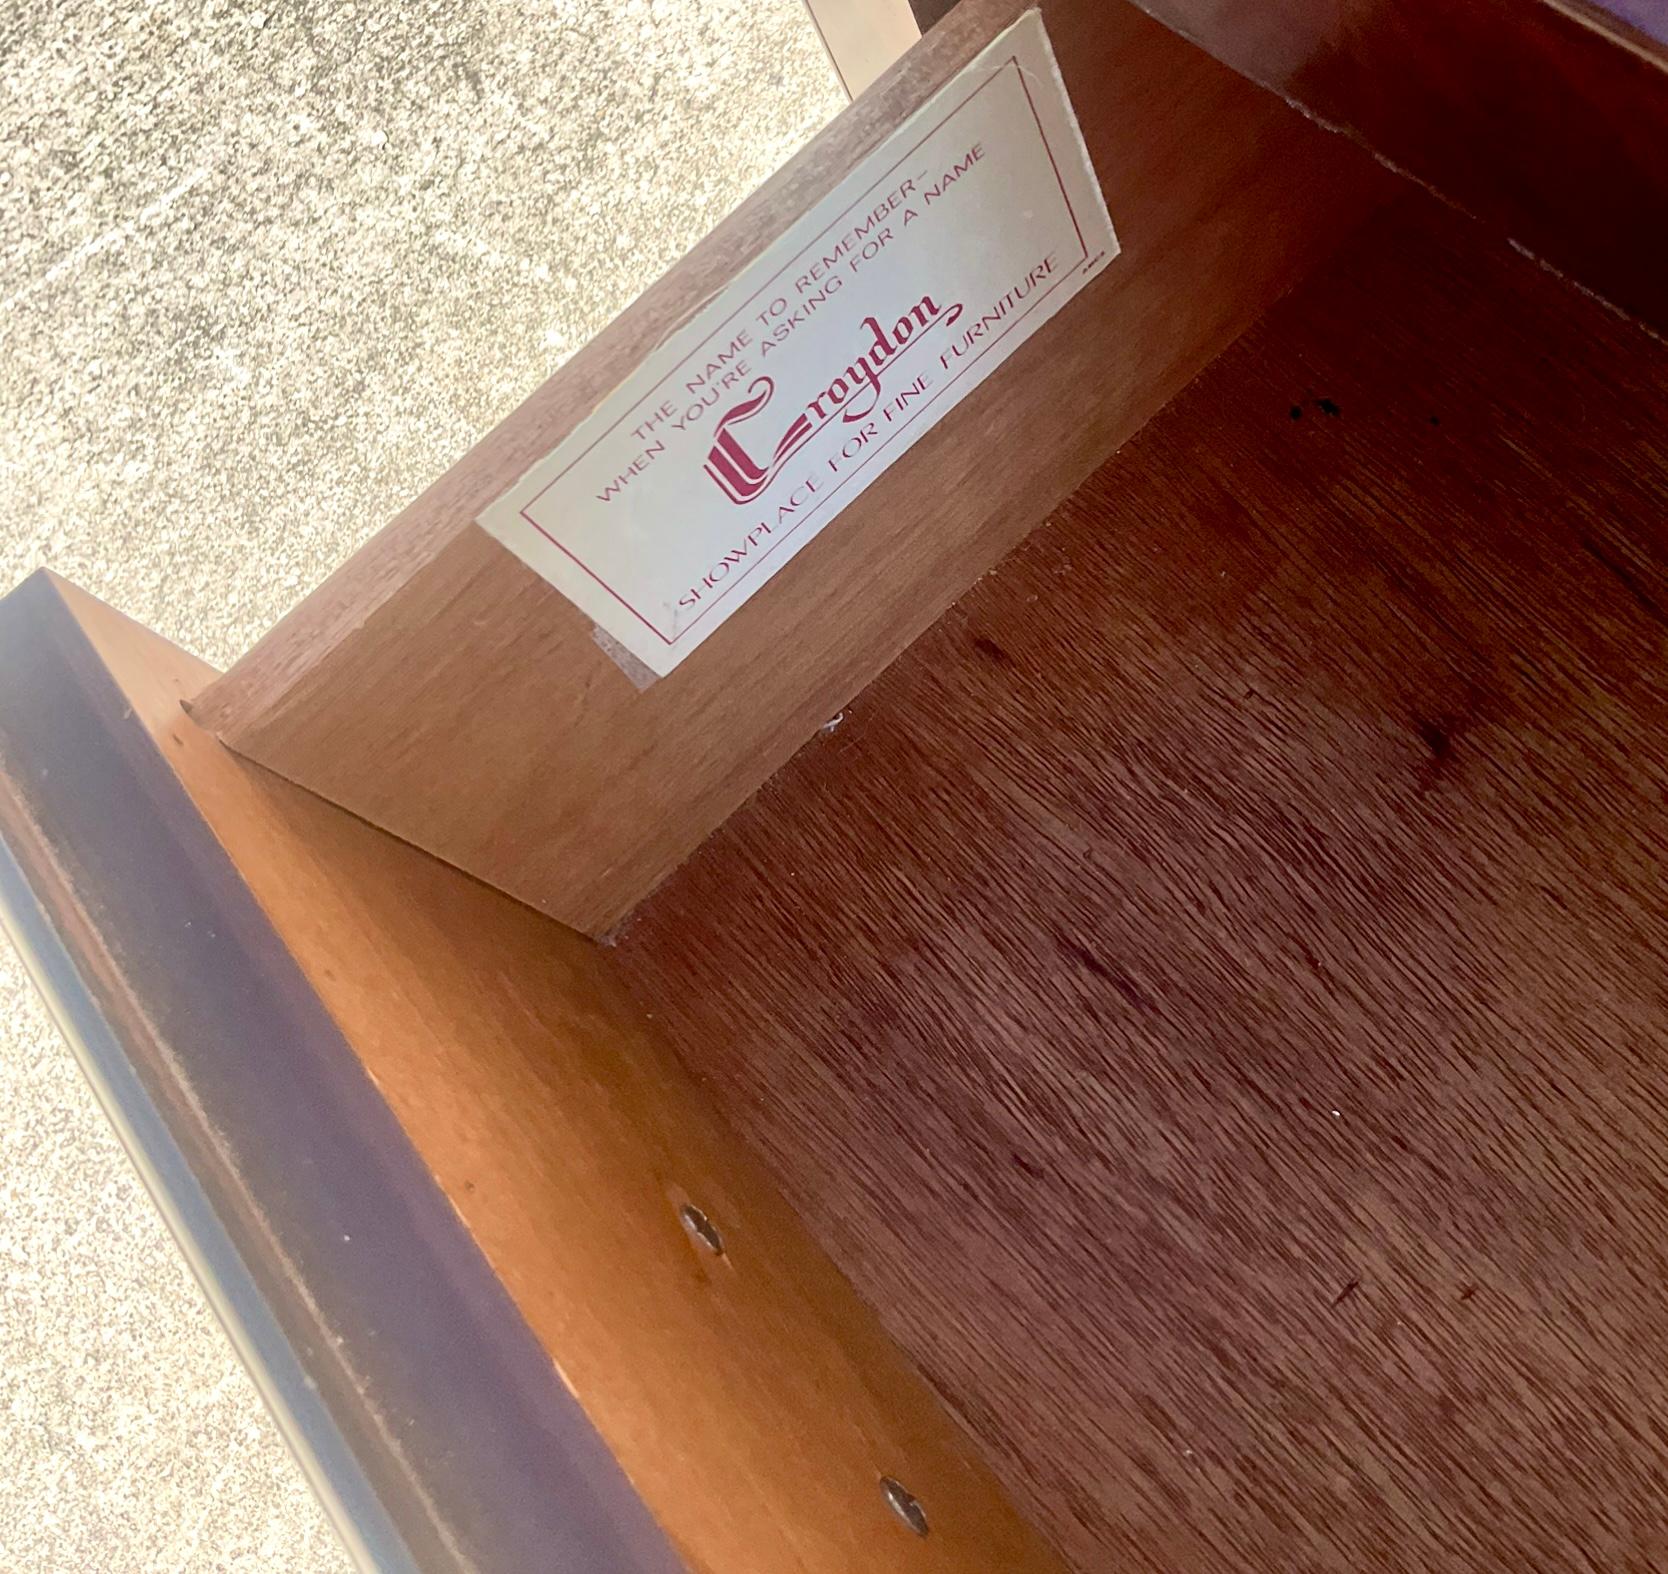 THE NAME TO REMEMBER–
WHEN YOU'RE ASKING FOR A NAME
Croydon
SHOWPLACE FOR FINE FURNITURE